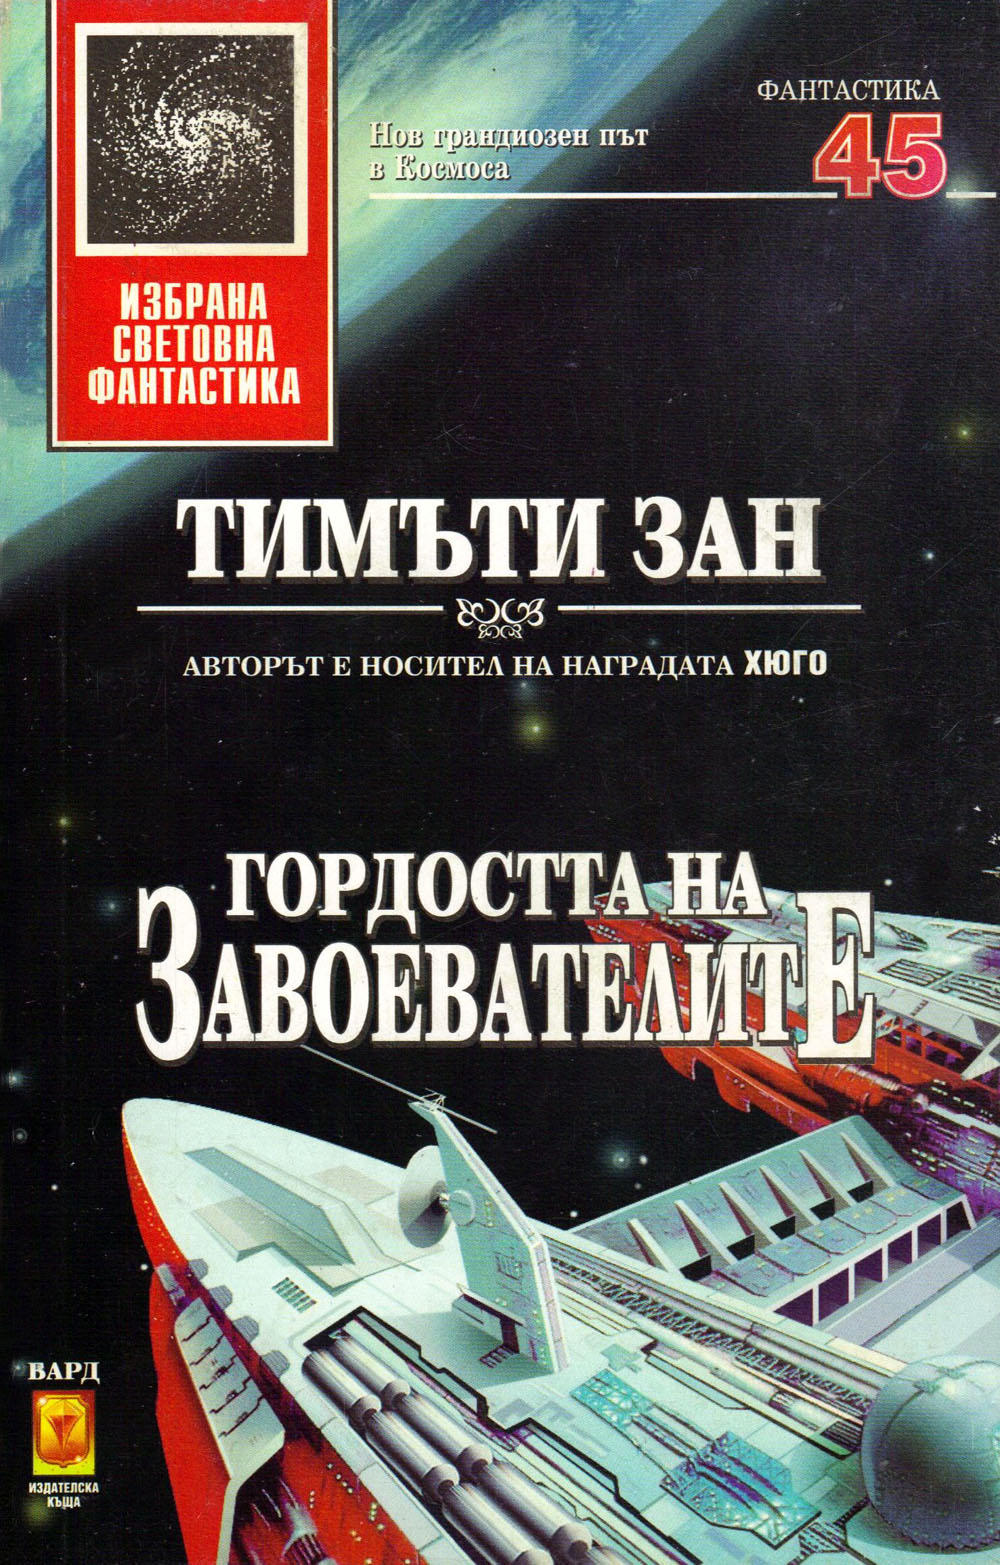 ФАНТАСТИКА
45
Нов грандиозен път
в Космоса
ИЗБРАНА
СВЕТОВНА
ФАНТАСТИКА
ТИМЪТИ ЗАН
АВТОРЪТ Е НОСИТЕЛ НА НАГРАДАТА ХЮГО
ГОРДОСТТА НА
ЗАВОЕВАТЕЛИТЕ
БАРД
ИЗДАТЕЛСКА
КЪЩА